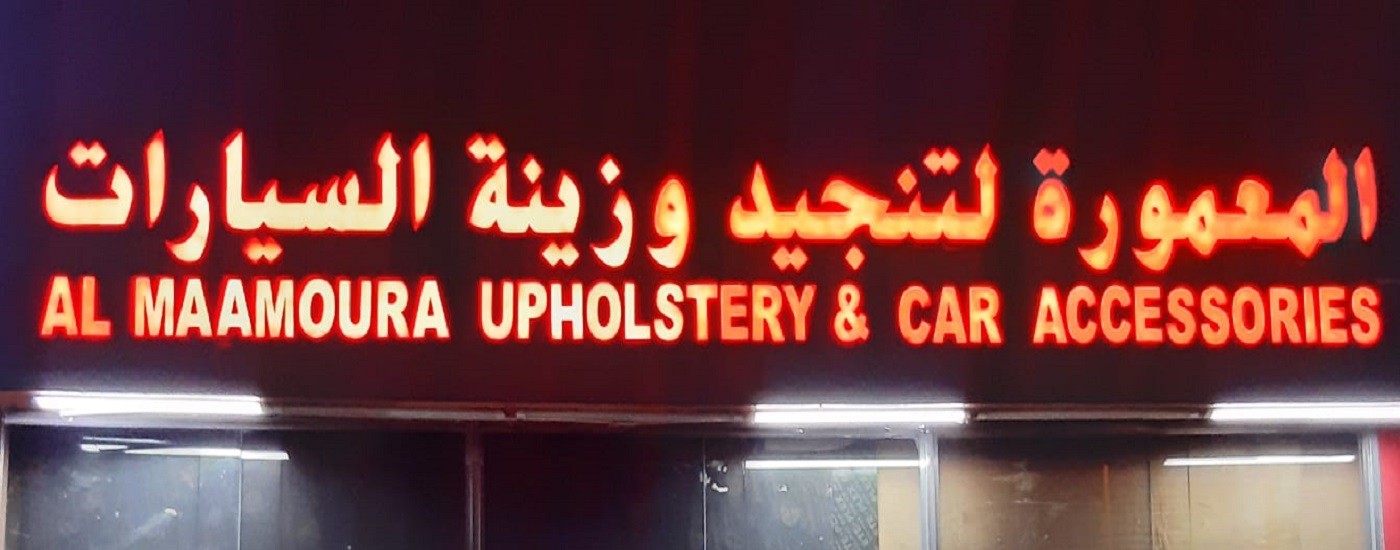 المعمورة لتنجيد وزينة السيارات
AL MAAMOURA UPHOLSTERY & CAR ACCESSORIES